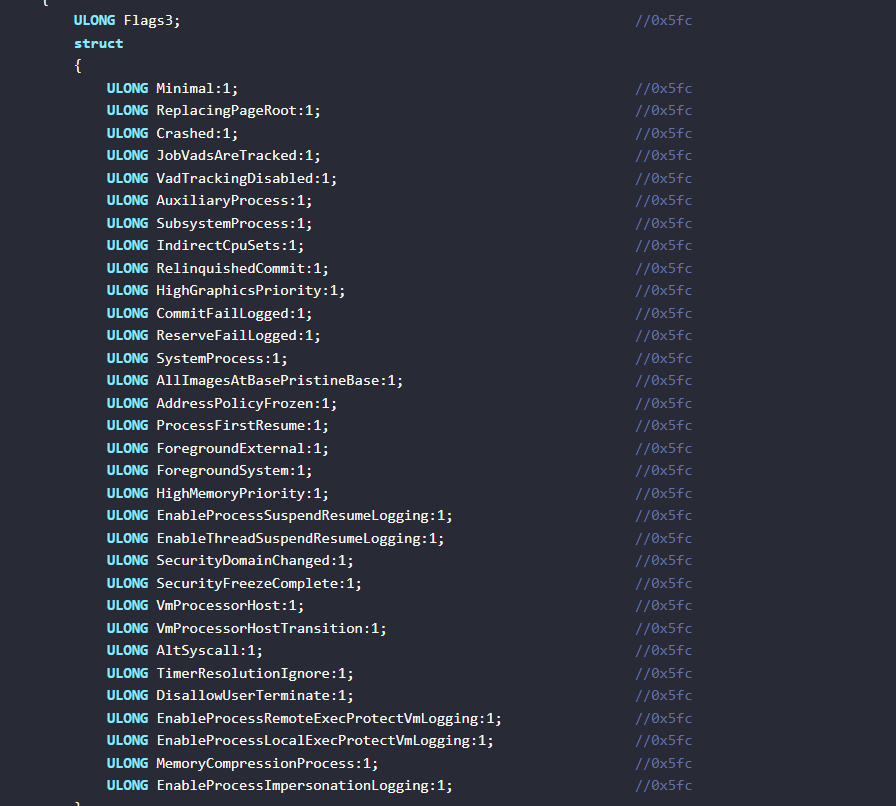 {
ULONG Flags3; //0x5fc
struct
{
ULONG Minimal:1; //0x5fc
ULONG ReplacingPageRoot:1; //0x5fc
ULONG Crashed:1; //0x5fc
ULONG JobVadsAreTracked:1; //0x5fc
ULONG VadTrackingDisabled:1; //0x5fc
ULONG AuxiliaryProcess:1; //0x5fc
ULONG SubsystemProcess:1; //0x5fc
ULONG IndirectCpuSets:1; //0x5fc
ULONG RelinquishedCommit:1; //0x5fc
ULONG HighGraphicsPriority:1; //0x5fc
ULONG CommitFailLogged:1; //0x5fc
ULONG ReserveFailLogged:1; //0x5fc
ULONG SystemProcess:1; //0x5fc
ULONG AllImagesAtBasePristineBase:1; //0x5fc
ULONG AddressPolicyFrozen:1; //0x5fc
ULONG ProcessFirstResume:1; //0x5fc
ULONG ForegroundExternal:1; //0x5fc
ULONG ForegroundSystem:1; //0x5fc
ULONG HighMemoryPriority:1; //0x5fc
ULONG EnableProcessSuspendResumeLogging:1; //0x5fc
ULONG EnableThreadSuspendResumeLogging:1; //0x5fc
ULONG SecurityDomainChanged:1; //0x5fc
ULONG SecurityFreezeComplete:1; //0x5fc
ULONG VmProcessorHost:1; //0x5fc
ULONG VmProcessorHostTransition:1; //0x5fc
ULONG AltSyscall:1; //0x5fc
ULONG TimerResolutionIgnore:1; //0x5fc
ULONG DisallowUserTerminate:1; //0x5fc
ULONG EnableProcessRemoteExecProtectVmLogging:1; //0x5fc
ULONG EnableProcessLocalExecProtectVmLogging:1; //0x5fc
ULONG MemoryCompressionProcess:1; //0x5fc
ULONG EnableProcessImpersonationLogging:1; //0x5fc